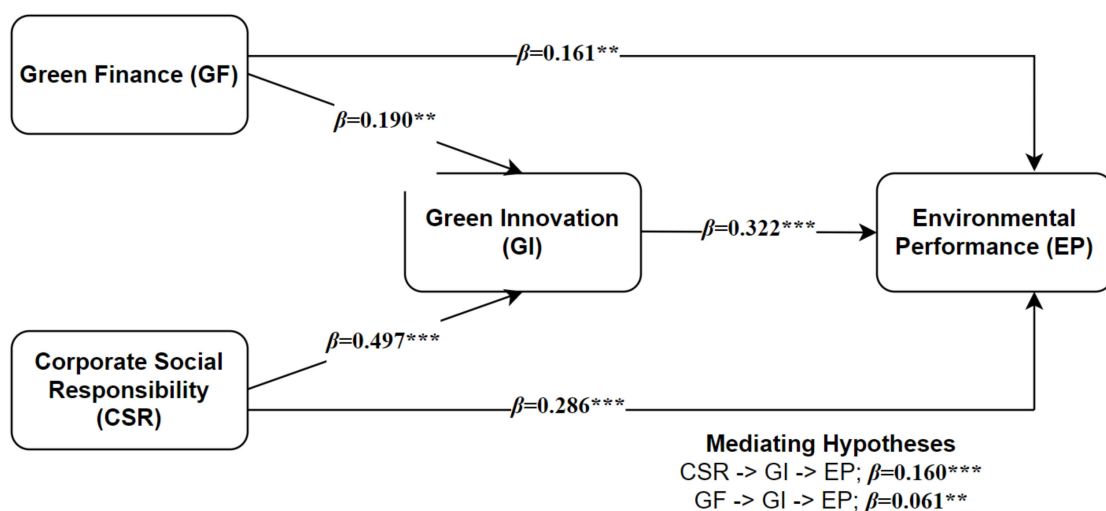 Green Finance (GF)
β=0.161**
β=0.190**
Green Innovation
(GI)
β=0.322***
Environmental
Performance (EP)
β=0.497***
Corporate Social
Responsibility
(CSR)
β=0.286***
Mediating Hypotheses
CSR -> GI -> EP; β=0.160***
GF -> GI -> EP; β=0.061**